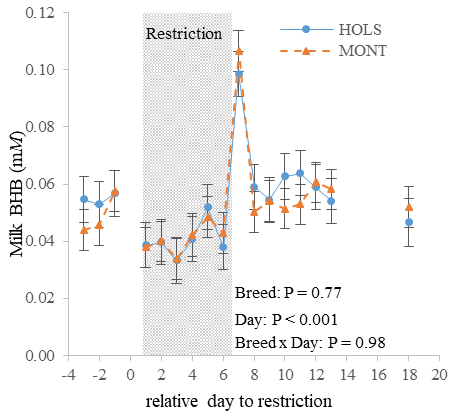 0.12
HOLS
Restriction
MONT
0.10
0.08
Milk BHB (mM)
0.06
0.04
0.02
Breed: P = 0.77
Day: P < 0.001
Breed x Day: P = 0.98
0.00
-4 -2 0 2 4 6 8 10 12 14 16 18 20
relative day to restriction